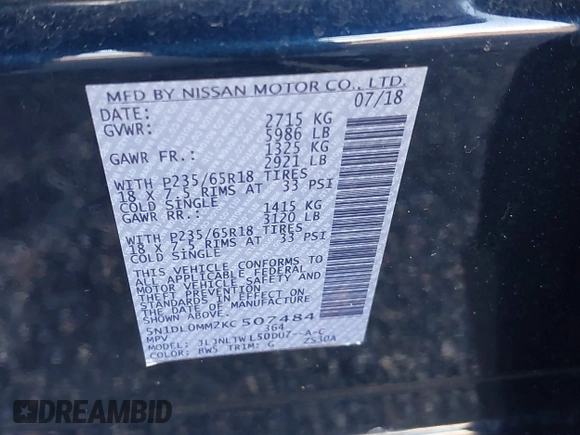 MFD BY NISSAN MOTOR CO., LTD.
DATE: 07/18
GVWR: 2715 KG
5986 LB
GAWR FR.: 1325 KG
2921 LB
WITH P235/65R18 TIRES
18 X 7.5 RIMS AT 33 PSI
COLD SINGLE
GAWR RR.: 1415 KG
3120 LB
WITH P235/65R18 TIRES
18 X 7.5 RIMS AT 33 PSI
COLD SINGLE
THIS VEHICLE CONFORMS TO
ALL APPLICABLE FEDERAL
MOTOR VEHICLE SAFETY AND
THEFT PREVENTION
STANDARDS IN EFFECT ON
THE DATE OF MANUFACTURE
SHOWN ABOVE.
5N1DL0MM2KC507484
MPV 364
MODEL: JLJNLTWL50DU7--A-C
COLOR: BW5 TRIM: G ZS30A
DREAMBID